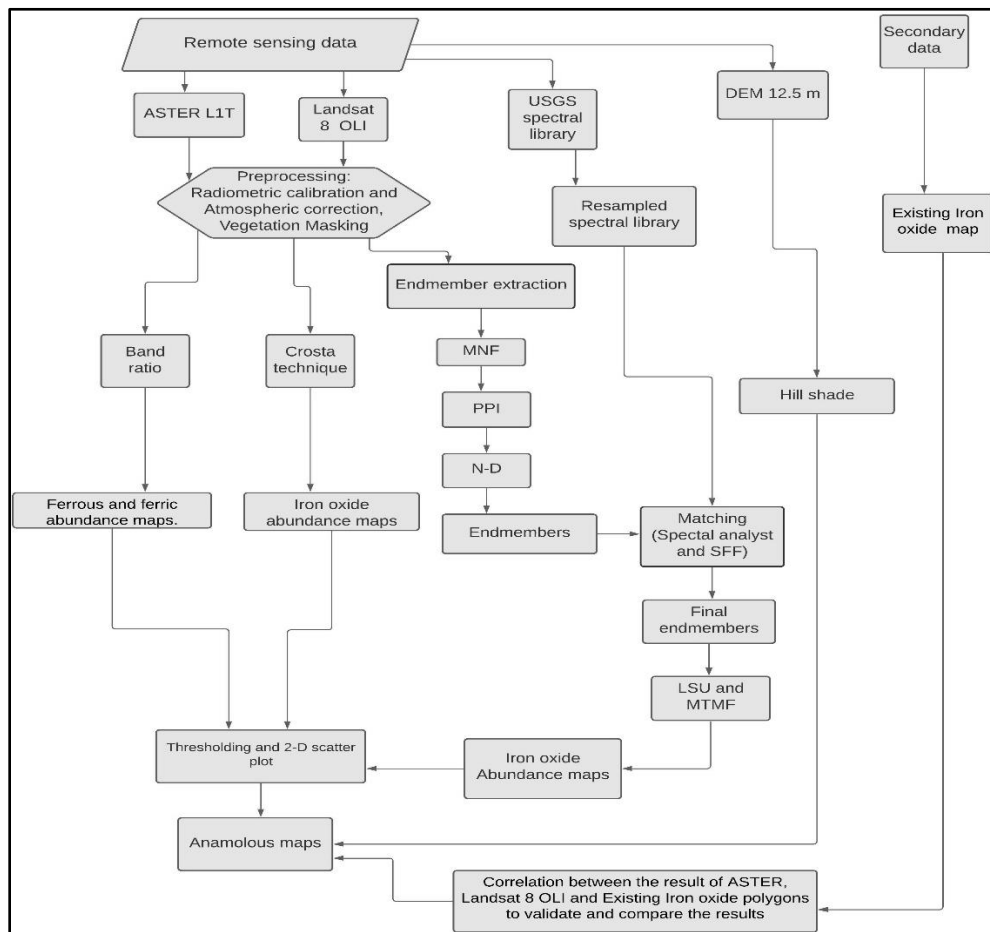 Remote sensing data
Secondary
data
ASTER L1T
Landsat
8 OLI
USGS
spectral
library
DEM 12.5 m
Preprocessing:
Radiometric calibration and
Atmospheric correction,
Vegetation Masking
Resampled
spectral library
Existing Iron
oxide map
Endmember extraction
Band
ratio
Crosta
technique
MNF
Hill shade
PPI
N-D
Ferrous and ferric
abundance maps.
Iron oxide
abundance maps
Endmembers
Matching
(Spectal analyst
and SFF)
Final
endmembers
LSU and
MTMF
Thresholding and 2-D scatter
plot
Iron oxide
Abundance maps
Anamolous maps
Correlation between the result of ASTER,
Landsat 8 OLI and Existing Iron oxide polygons
to validate and compare the results